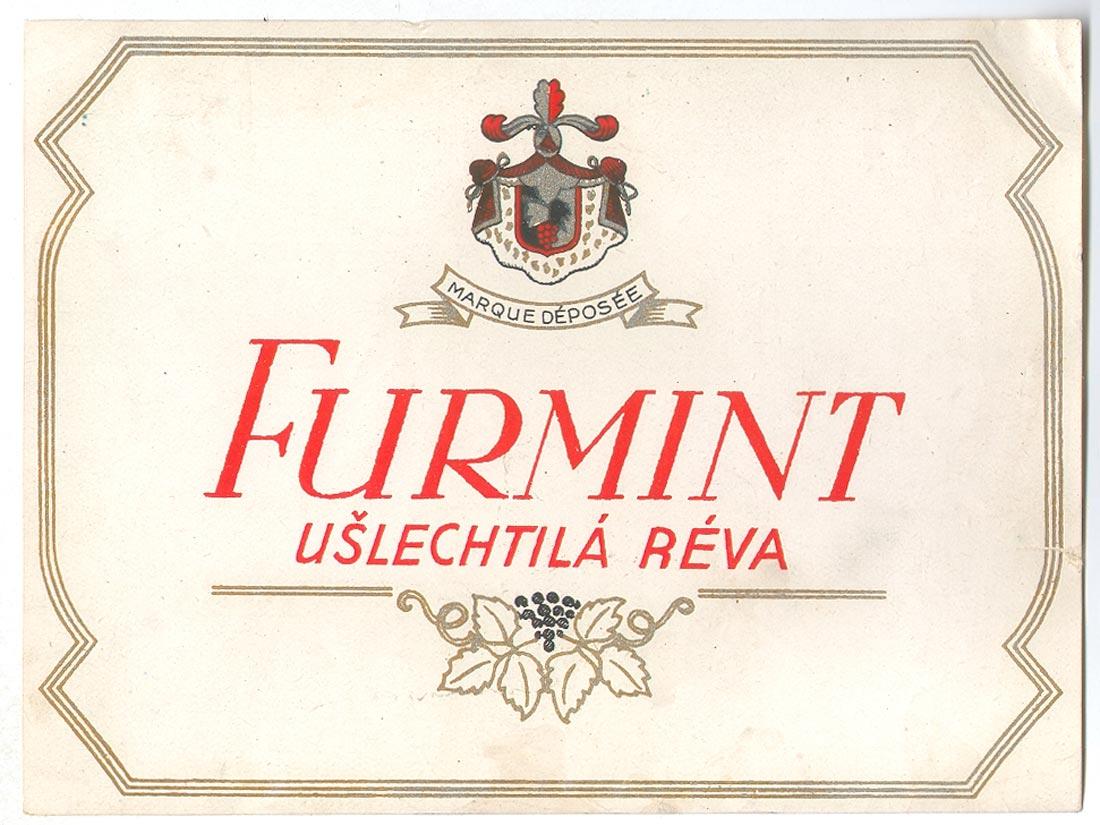 MARQUE DÉPOSÉE
FURMINT
UŠLECHTILÁ RÉVA